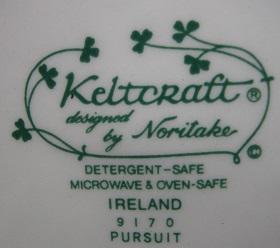 Keltcraft ®
designed
by Noritake
DETERGENT-SAFE
MICROWAVE & OVEN-SAFE
IRELAND
9170
PURSUIT